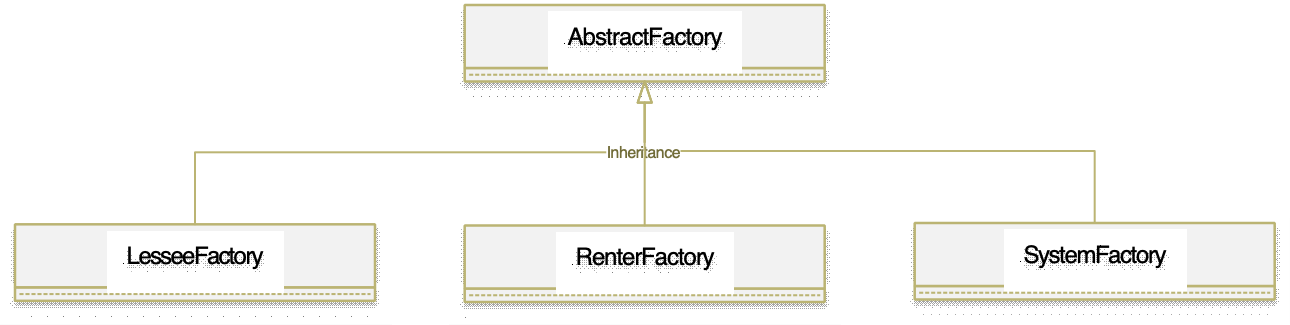 AbstractFactory
Inheritance
LesseeFactory
RenterFactory
SystemFactory